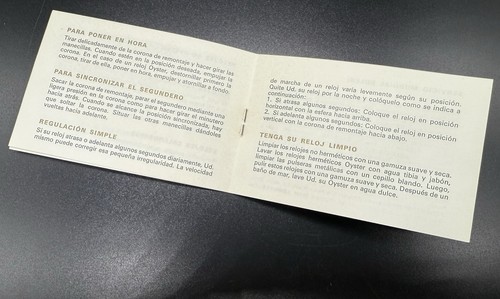 PARA PONER EN HORA
Tirar delicadamente de la corona de remontaje y hacer girar las
manecillas. Cuando estén en la posición deseada, empujar la
corona. En el caso de un reloj Oyster, destornillar primero la
corona, tirar de ella, poner en hora, empujar y atornillar a fondo.
PARA SINCRONIZAR EL SEGUNDERO
Sacar la corona de remontaje; parar el segundero mediante una
ligera presión en la corona como para hacer girar el minutero
hacia atrás. Cuando se alcance la posición sincronizada, hay
que soltar la corona. Situar las otras manecillas dándoles
vueltas hacia adelante.
REGULACIÓN SIMPLE
Si su reloj atrasa o adelanta algunos segundos diariamente, Ud.
mismo puede corregir esa pequeña irregularidad. La velocidad
de marcha de un reloj varía levemente según su posición.
Quite Ud. su reloj por la noche y colóquelo como se indica a
continuación:
1. Si atrasa algunos segundos: Coloque el reloj en posición
horizontal con la esfera hacia arriba.
2. Si adelanta algunos segundos: Coloque el reloj en posición
vertical con la corona de remontaje hacia abajo.
TENGA SU RELOJ LIMPIO
Limpiar los relojes no herméticos con una gamuza suave y seca.
Lavar los relojes herméticos Oyster con agua tibia y jabón,
limpiar las pulseras metálicas con un cepillo blando. Luego,
pula estos relojes con una gamuza suave y seca. Después de un
baño de mar, lave Ud. su Oyster en agua dulce.